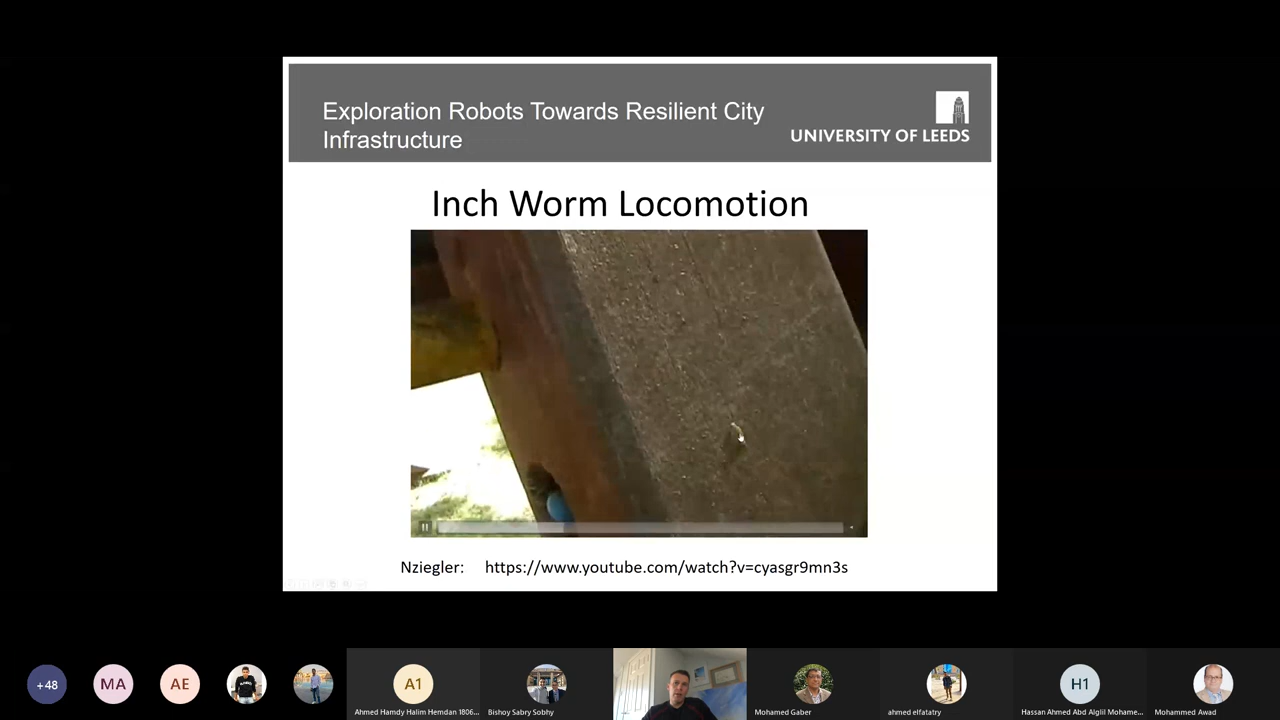 Exploration Robots Towards Resilient City
Infrastructure
UNIVERSITY OF LEEDS
Inch Worm Locomotion
Nziegler: https://www.youtube.com/watch?v=cyasgr9mn3s
+48
MA
AE
A1
H1
Ahmed Hamdy Halim Hemdan 1806...
Bishoy Sabry Sobhy
Mohamed Gaber
ahmed elfatatry
Hassan Ahmed Abd Alglil Mohame...
Mohammed Awad